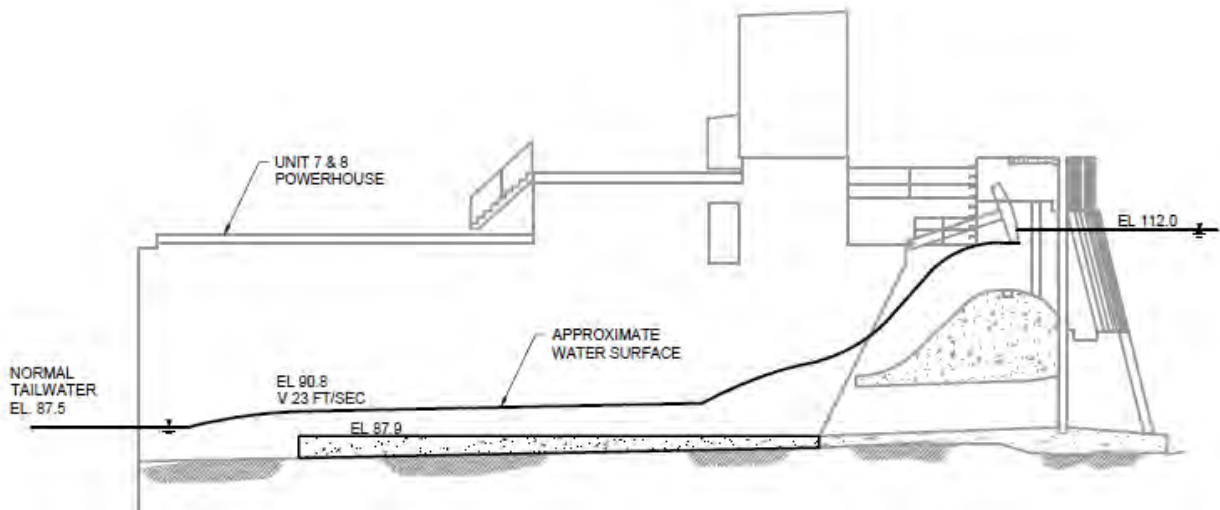 UNIT 7 & 8
POWERHOUSE
EL 112.0
APPROXIMATE
WATER SURFACE
NORMAL
TAILWATER
EL. 87.5
EL 90.8
V 23 FT/SEC
EL 87.9